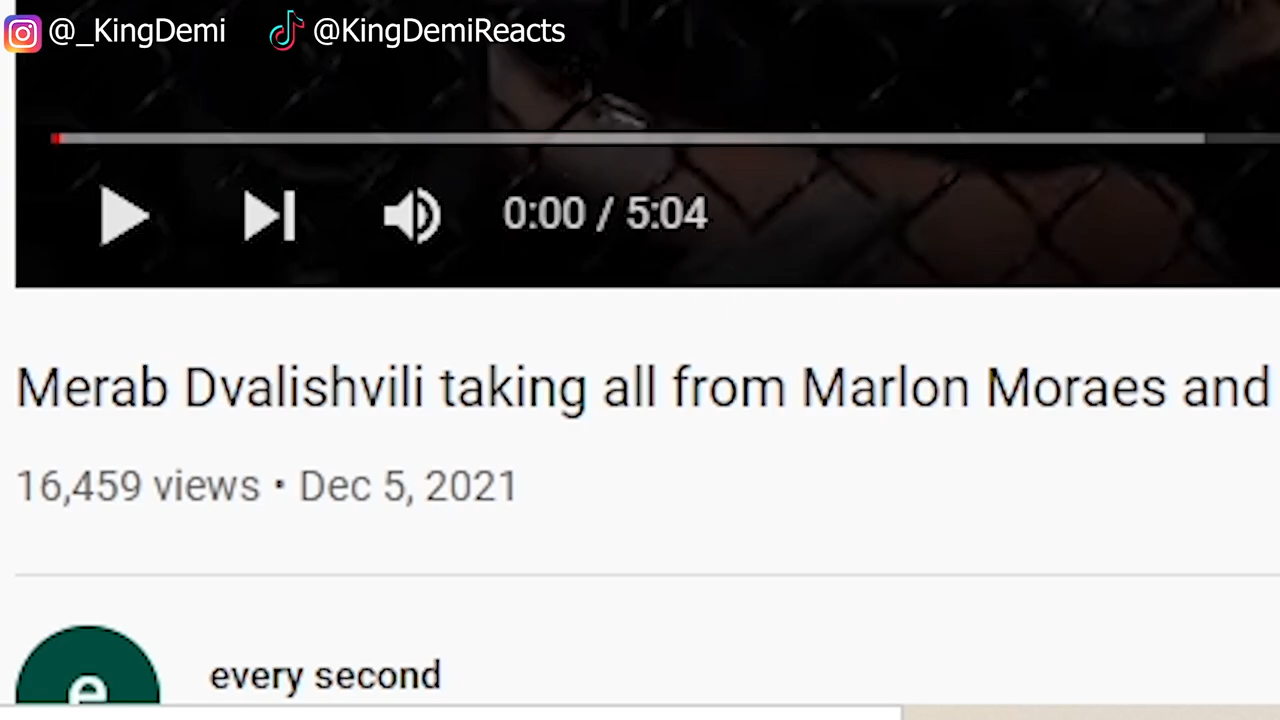 @_KingDemi @KingDemiReacts
0:00 / 5:04
Merab Dvalishvili taking all from Marlon Moraes and
16,459 views • Dec 5, 2021
e every second